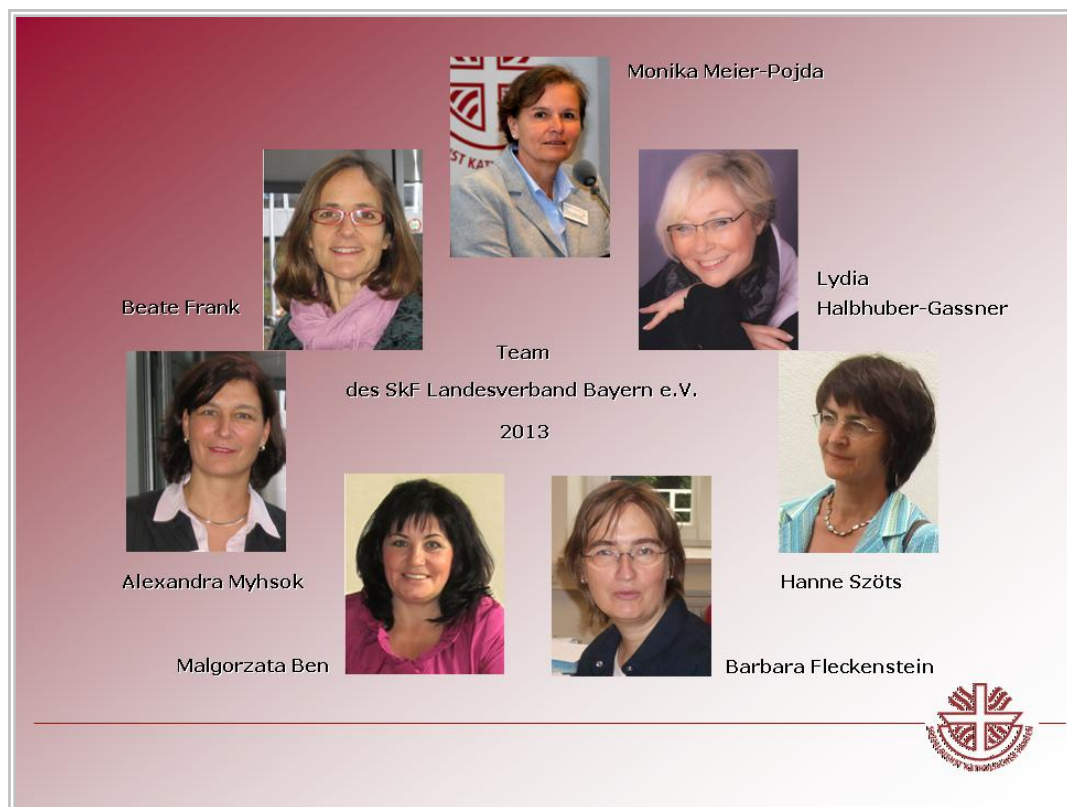 Monika Meier-Pojda
Beate Frank
Lydia
Halbhuber-Gassner
Team
des SkF Landesverband Bayern e.V.
2013
Alexandra Myhsok
Hanne Szöts
Malgorzata Ben
Barbara Fleckenstein